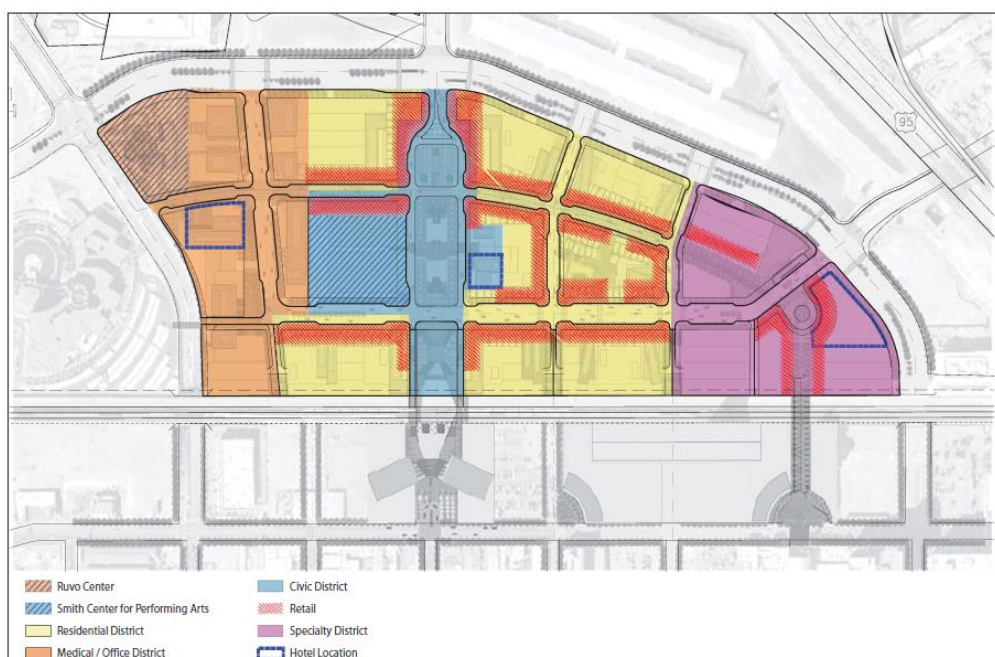 95
Ruvo Center
Smith Center for Performing Arts
Residential District
Medical / Office District
Civic District
Retail
Specialty District
Hotel Location